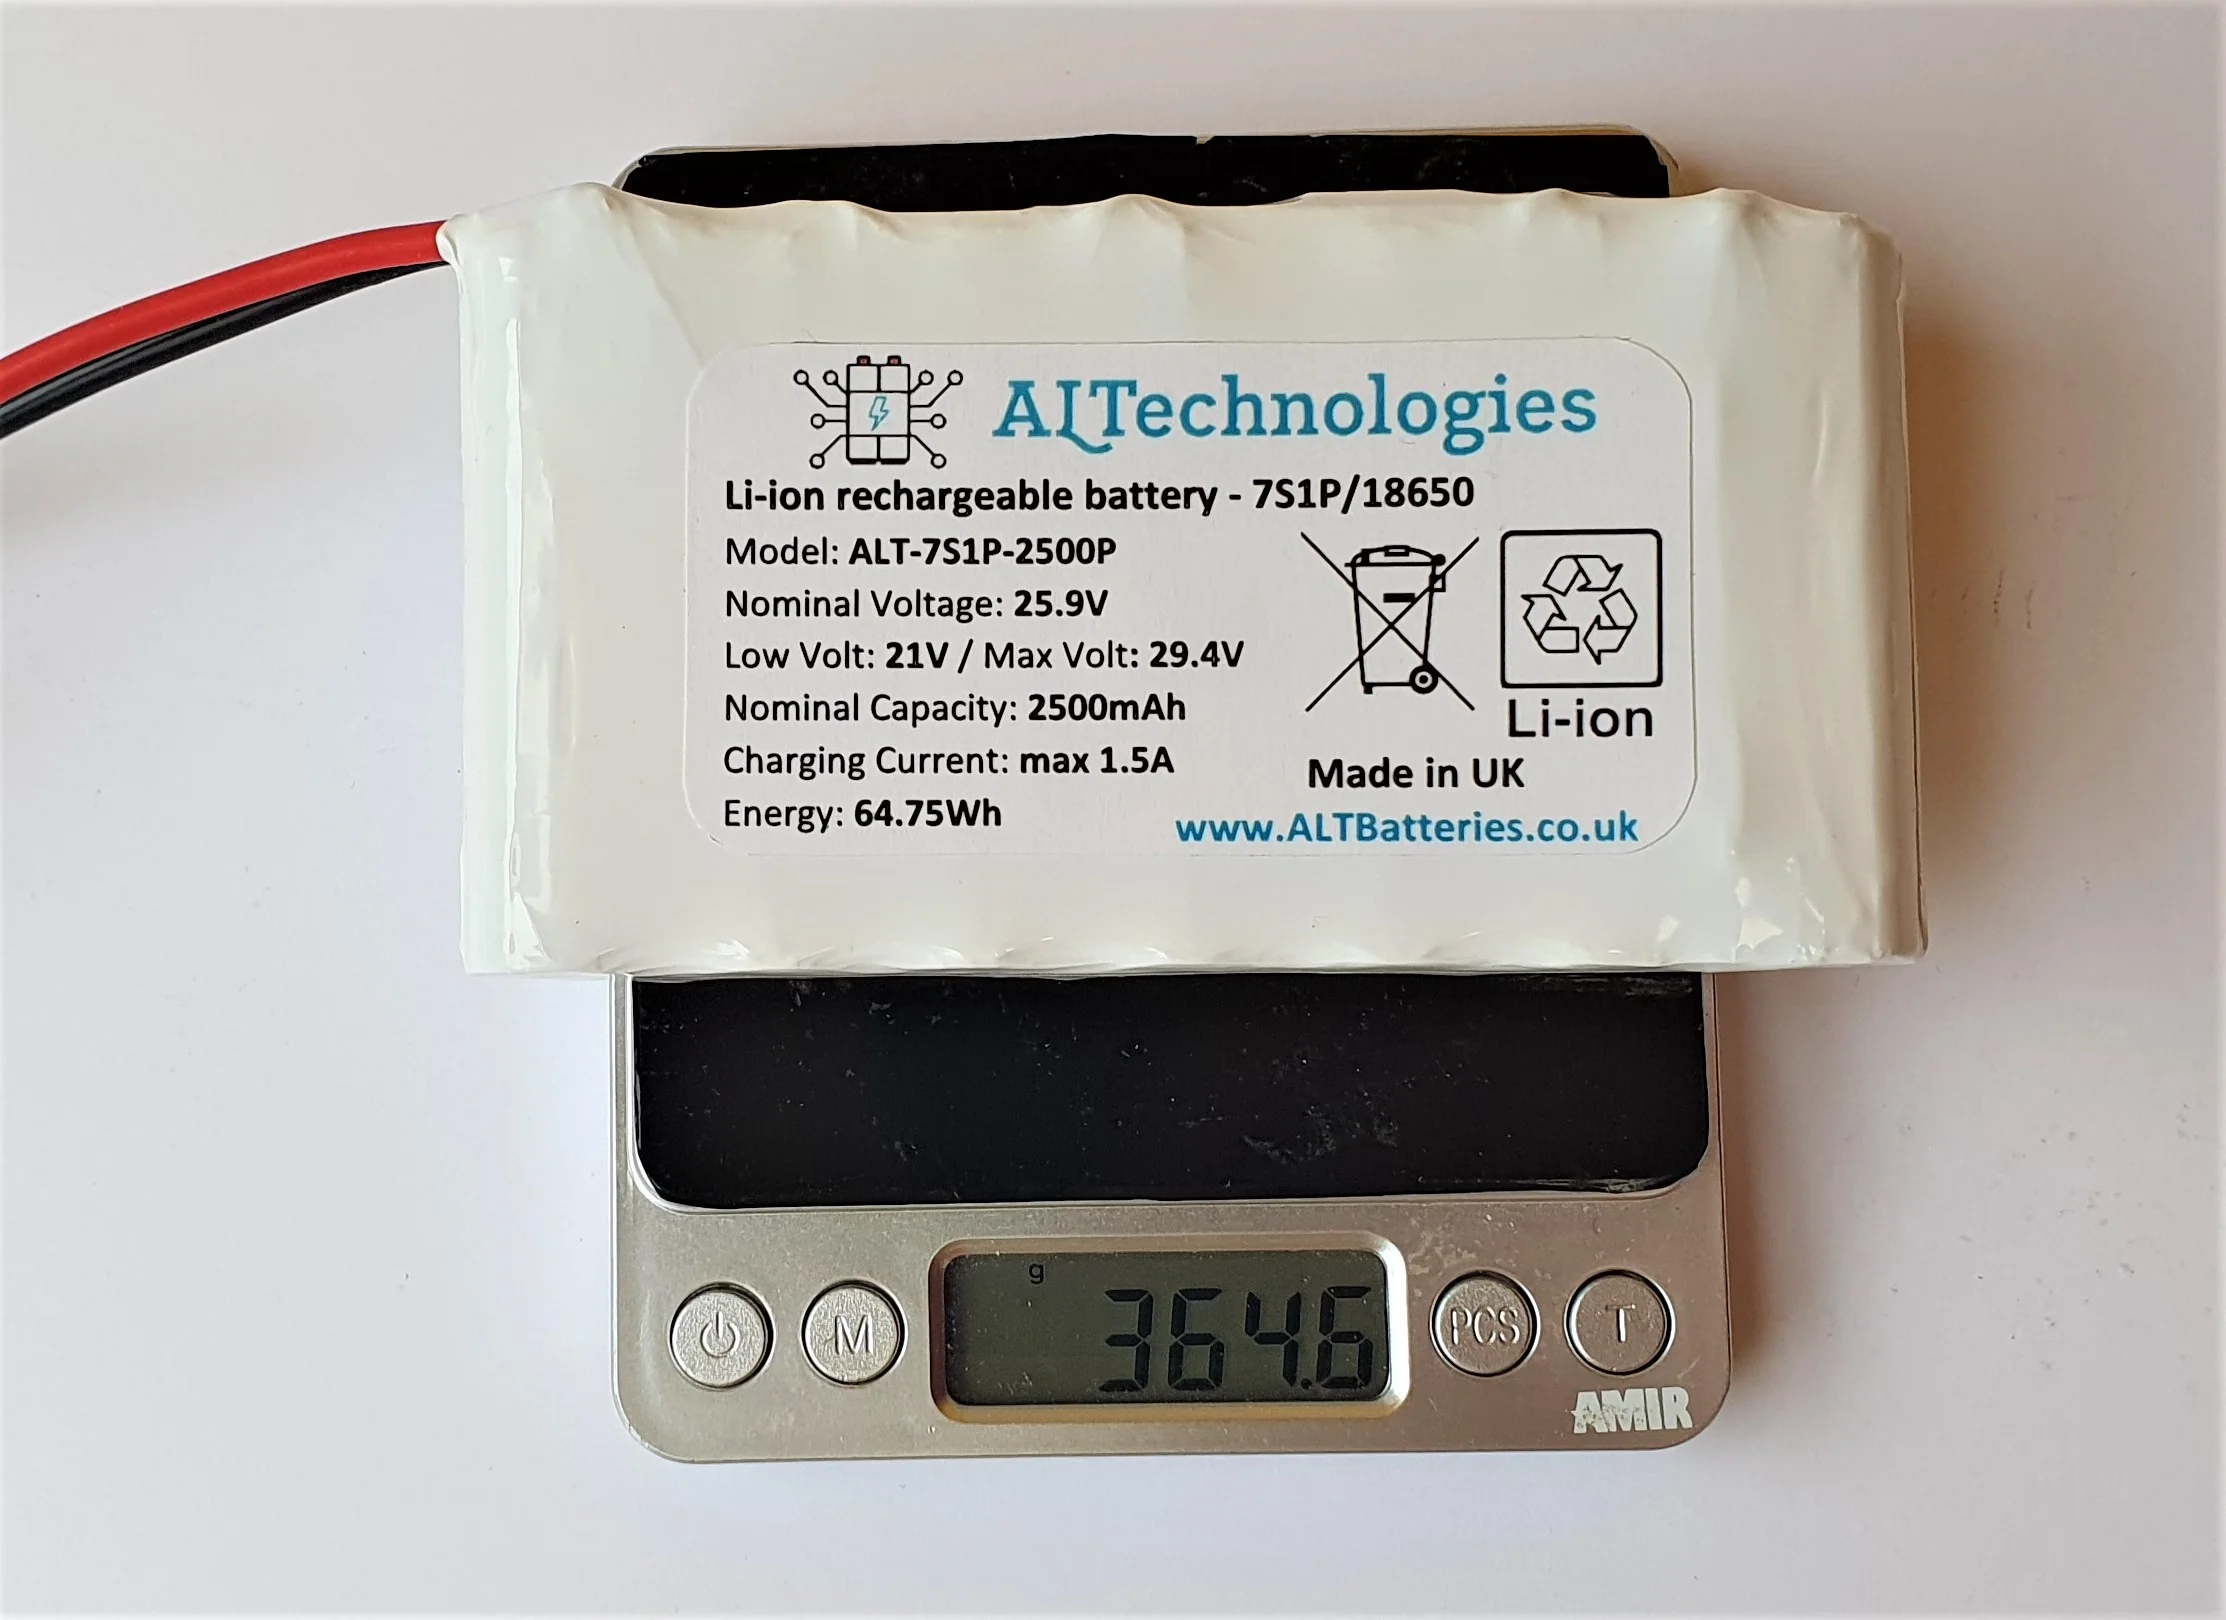 ALTechnologies
Li-ion rechargeable battery - 7S1P/18650
Model: ALT-7S1P-2500P
Nominal Voltage: 25.9V
Low Volt: 21V / Max Volt: 29.4V
Nominal Capacity: 2500mAh
Charging Current: max 1.5A
Energy: 64.75Wh
Li-ion
Made in UK
www.ALTBatteries.co.uk
g
364.6
M
PCS
T
AMIR